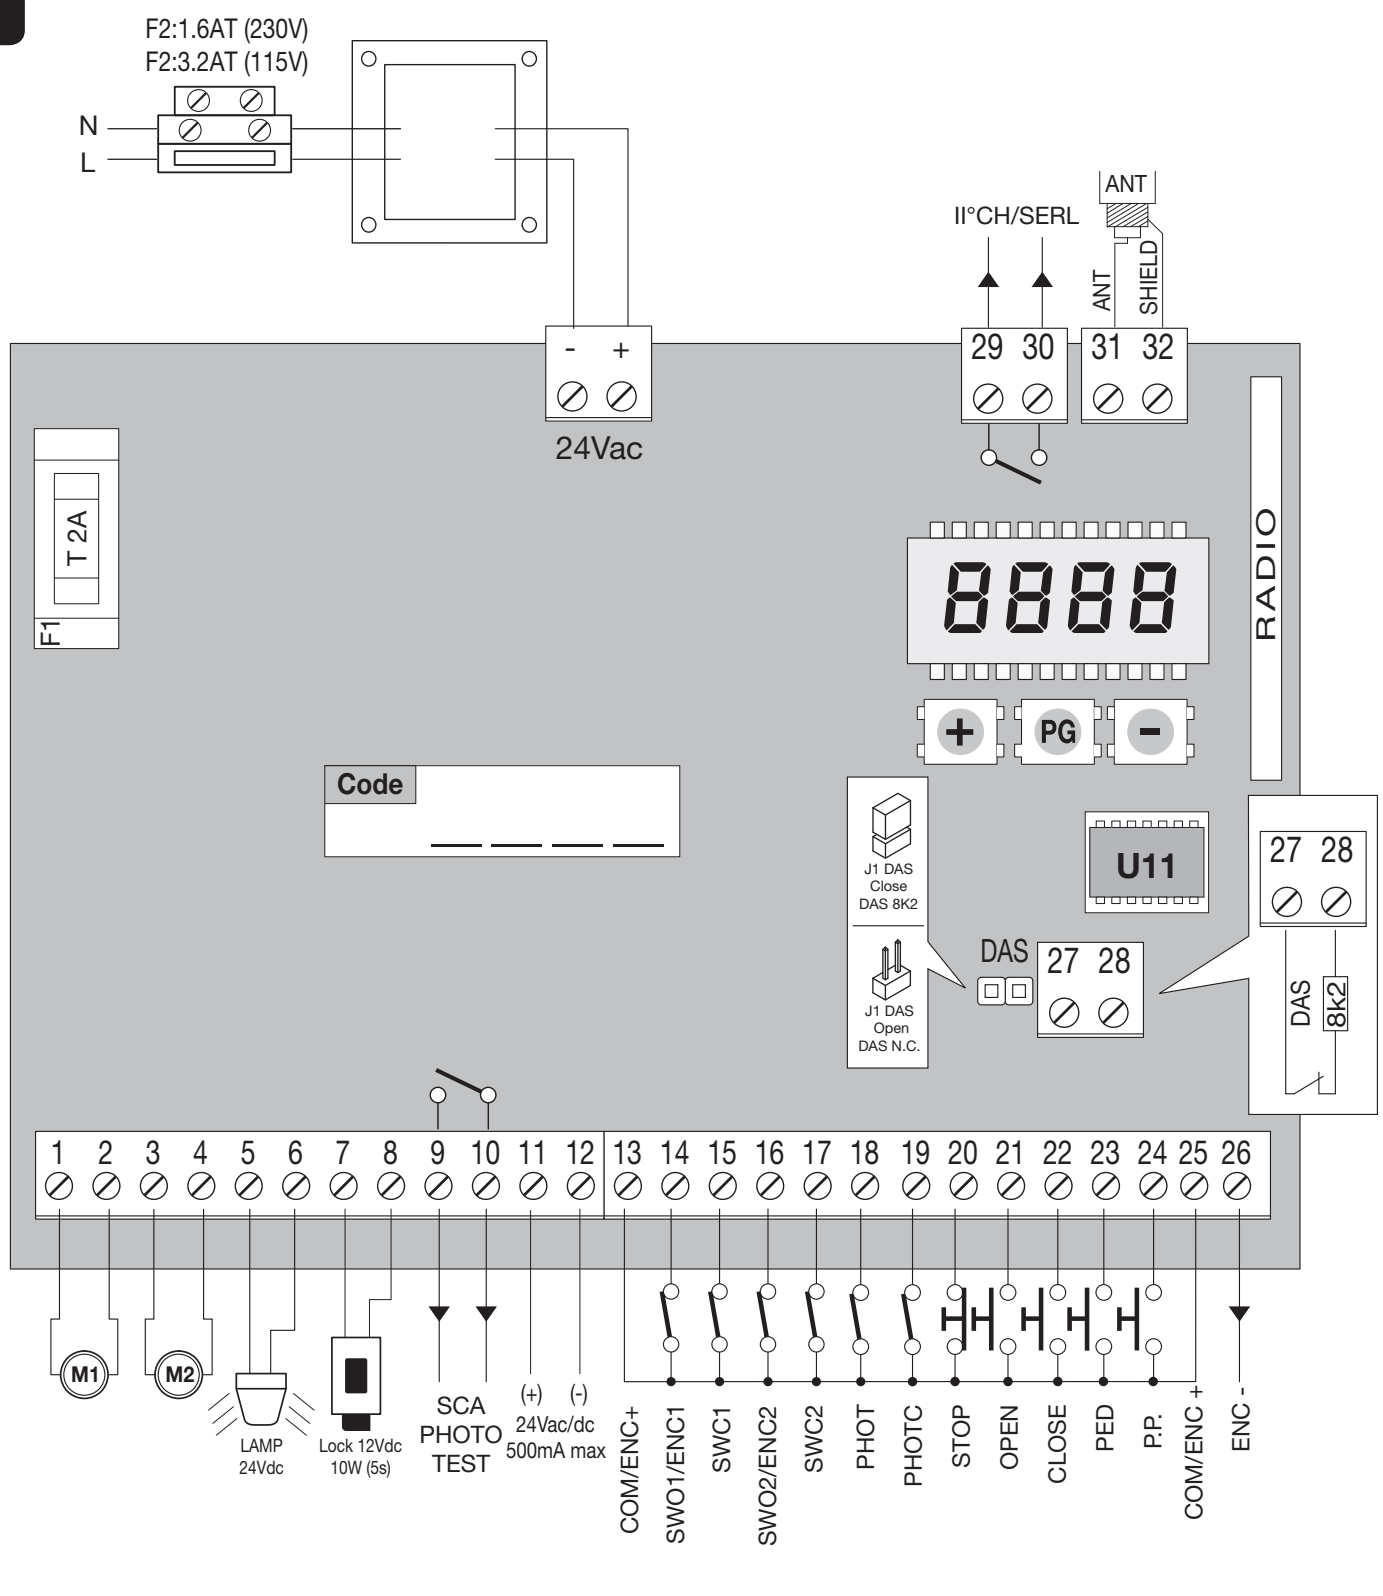 F2:1.6AT (230V)
F2:3.2AT (115V)
N
L
ANT
II°CH/SERL
ANT
SHIELD
- +
29 30 31 32
24Vac
T 2A
F1
RADIO
8888
+ PG -
Code
J1 DAS
Close
DAS 8K2
J1 DAS
Open
DAS N.C.
U11
27 28
DAS
8k2
DAS
27 28
1 2 3 4 5 6 7 8 9 10 11 12 13 14 15 16 17 18 19 20 21 22 23 24 25 26
M1
M2
LAMP
24Vdc
Lock 12Vdc
10W (5s)
SCA
PHOTO
TEST
(+) (-)
24Vac/dc
500mA max
COM/ENC+
SWO1/ENC1
SWC1
SWO2/ENC2
SWC2
PHOT
PHOTC
STOP
OPEN
CLOSE
PED
P.P.
COM/ENC +
ENC -